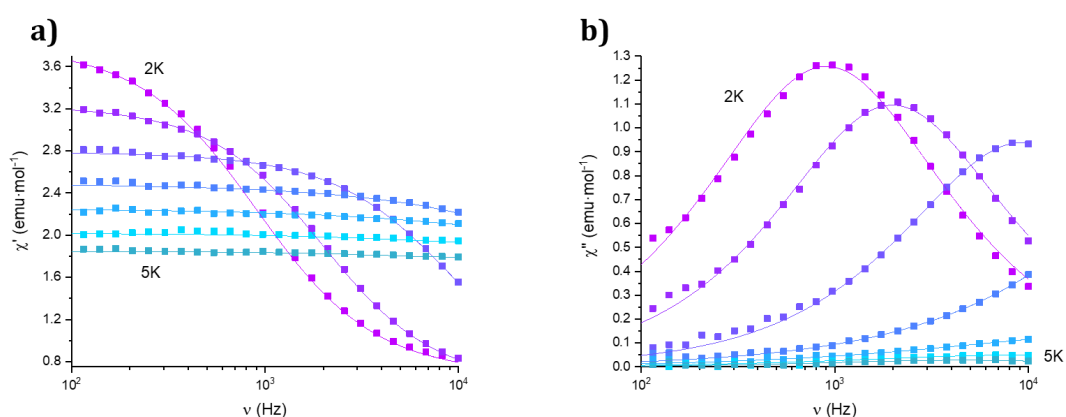 a)
3.6
3.2
2.8
2.4
2.0
1.6
1.2
0.8
χ' (emu·mol⁻¹)
2K
5K
10²
10³
10⁴
ν (Hz)
b)
1.3
1.2
1.1
1.0
0.9
0.8
0.7
0.6
0.5
0.4
0.3
0.2
0.1
0.0
χ'' (emu·mol⁻¹)
2K
5K
10²
10³
10⁴
ν (Hz)